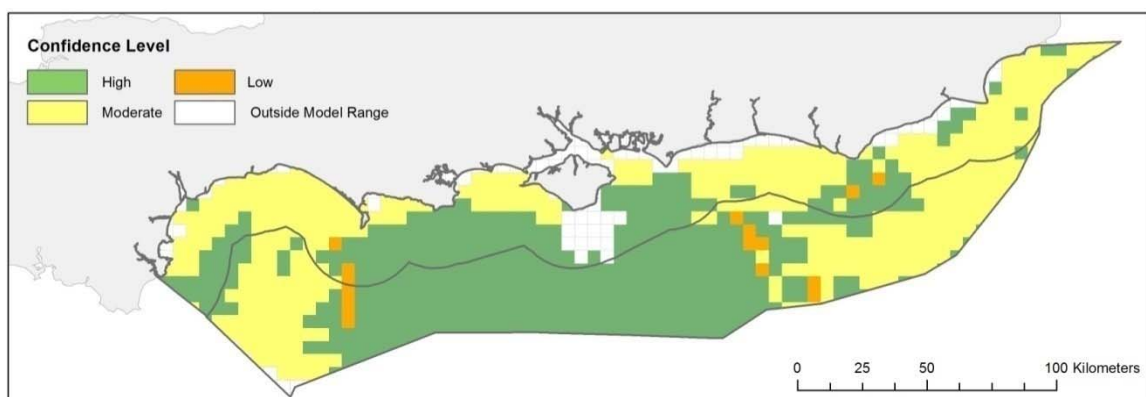 Confidence Level
High
Low
Moderate
Outside Model Range
0 25 50 100 Kilometers